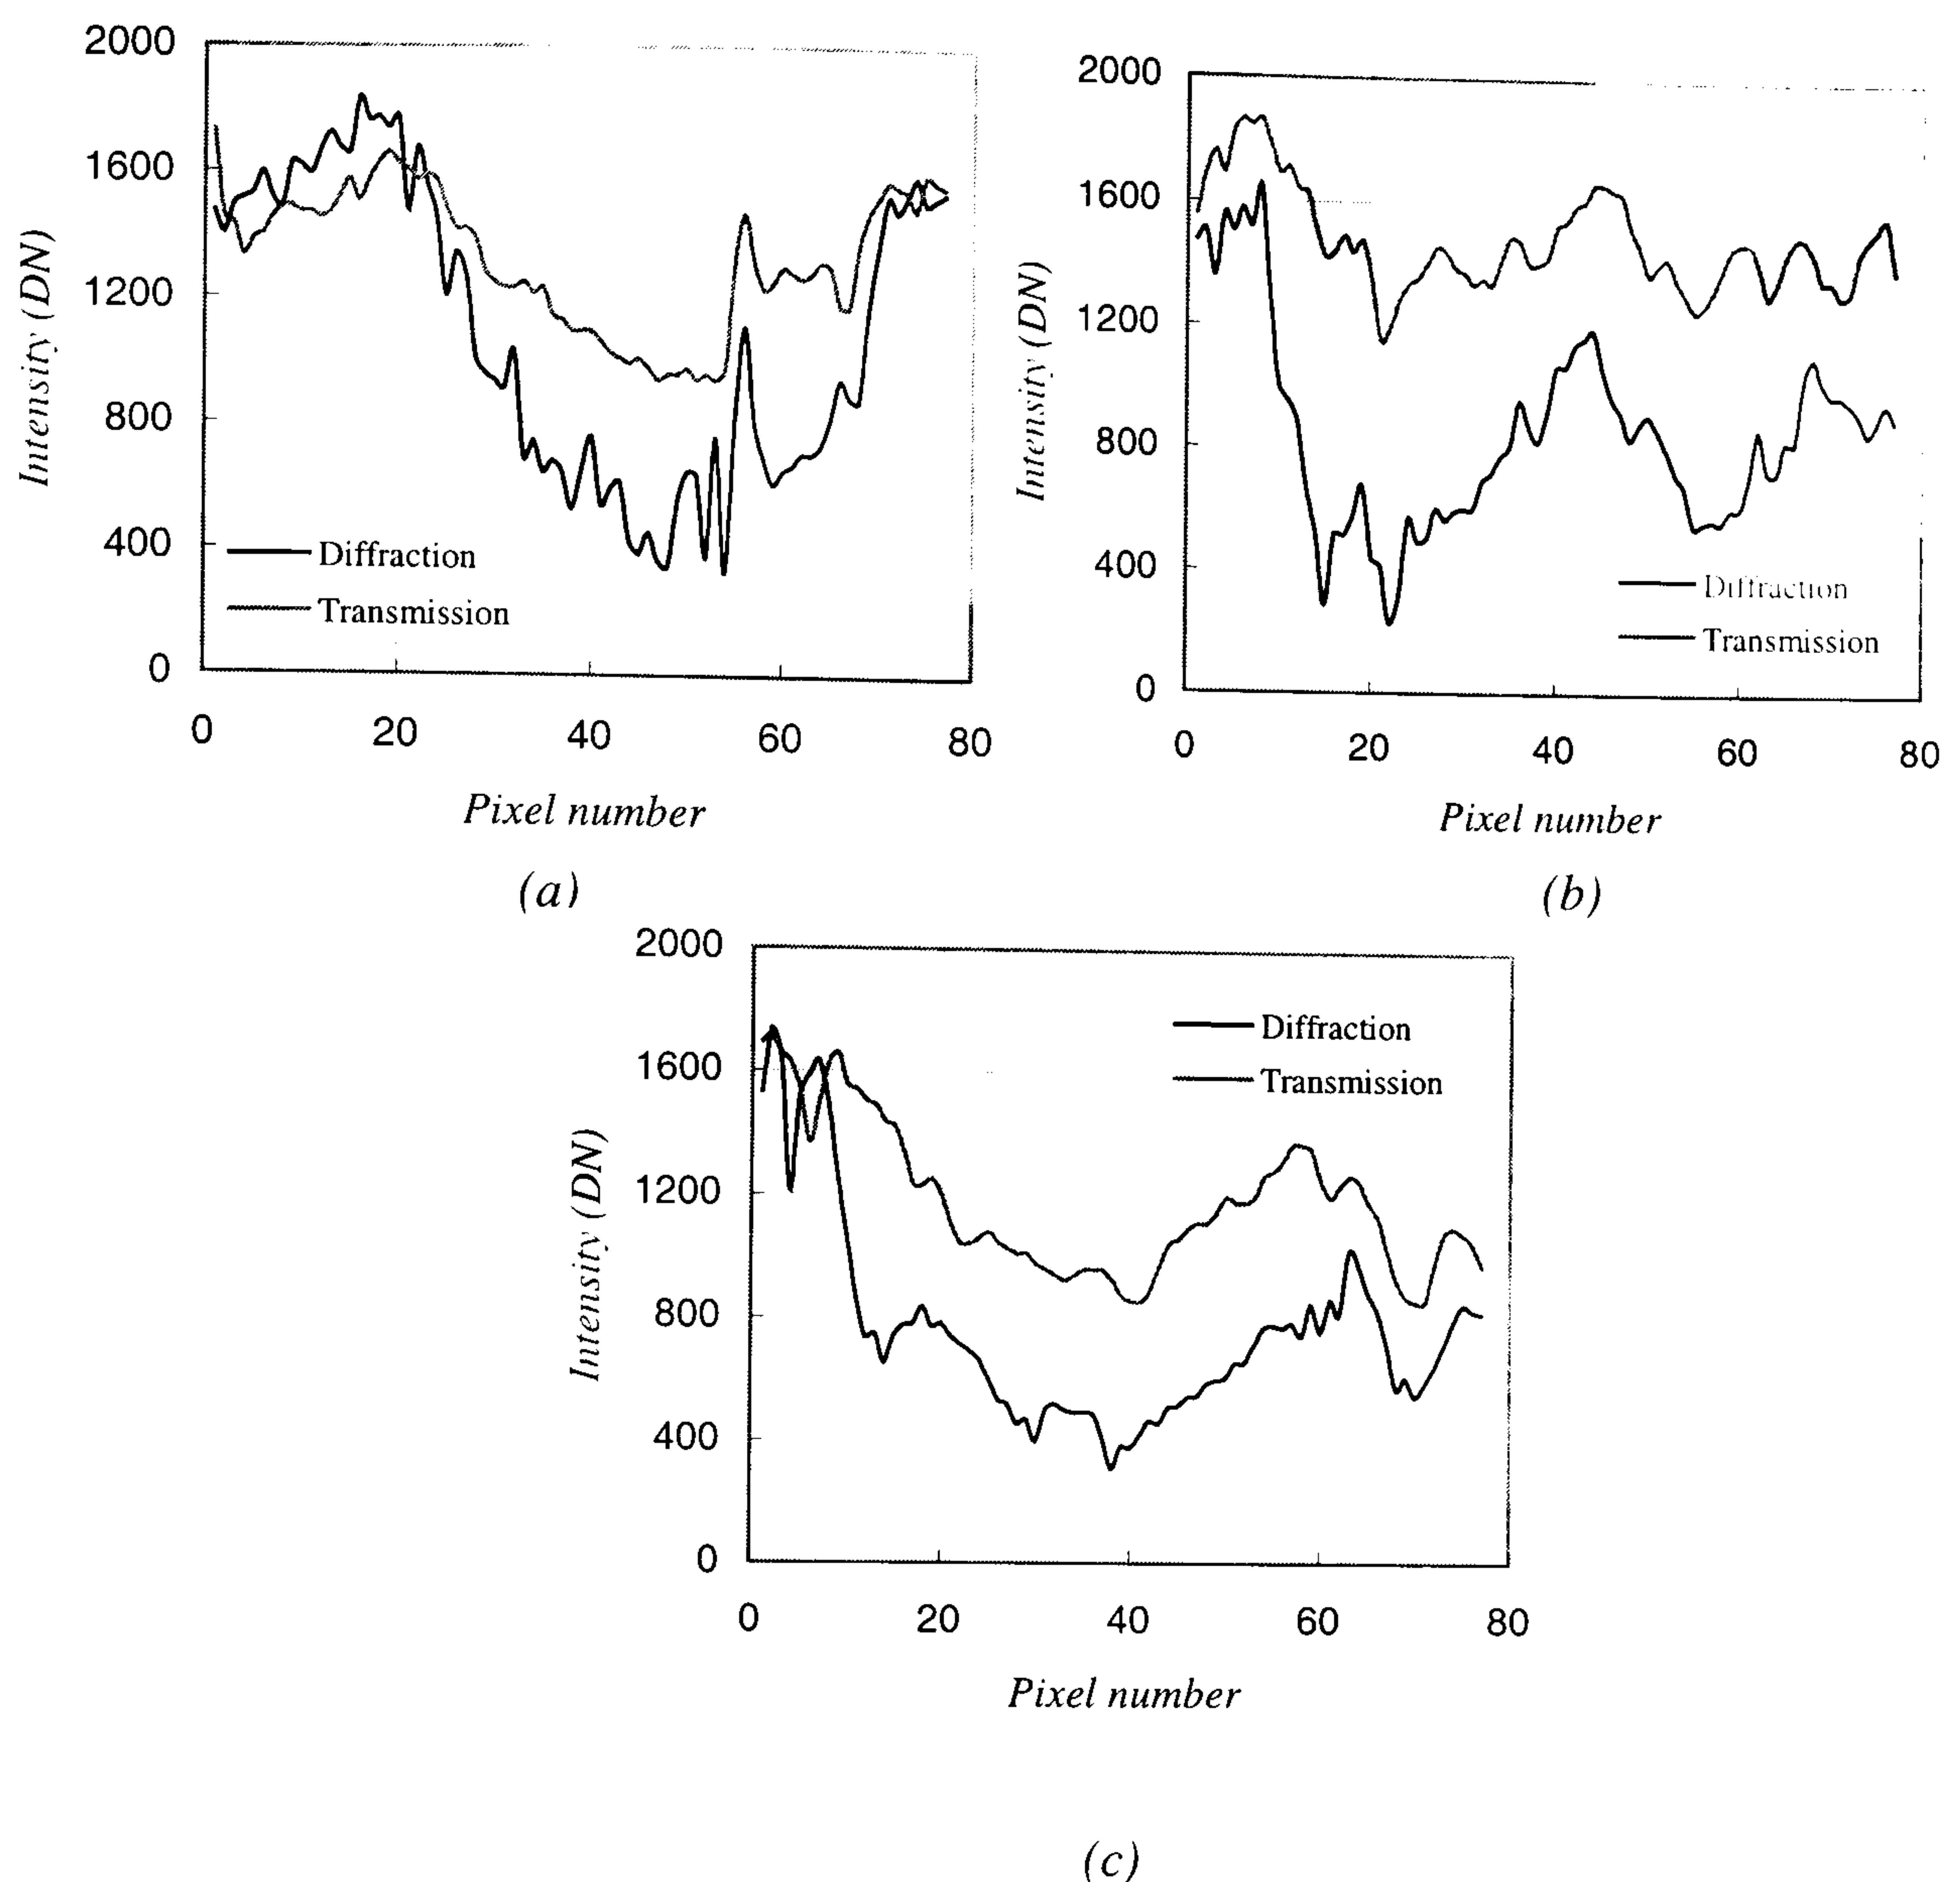 2000
1600
1200
800
400
0
Intensity (DN)
Diffraction
Transmission
0 20 40 60 80
Pixel number
(a)
2000
1600
1200
800
400
0
Intensity (DN)
Diffraction
Transmission
0 20 40 60 80
Pixel number
(b)
2000
1600
1200
800
400
0
Intensity (DN)
Diffraction
Transmission
0 20 40 60 80
Pixel number
(c)